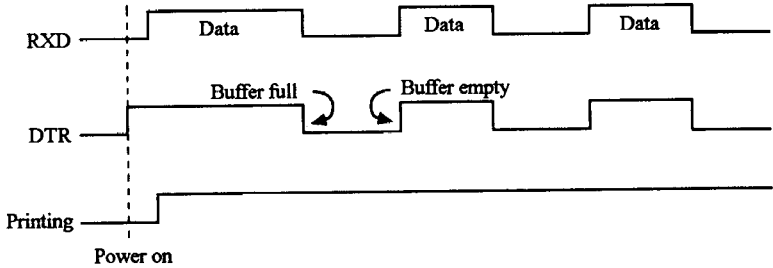 Data
Data
Data
RXD
Buffer full
Buffer empty
DTR
Printing
Power on